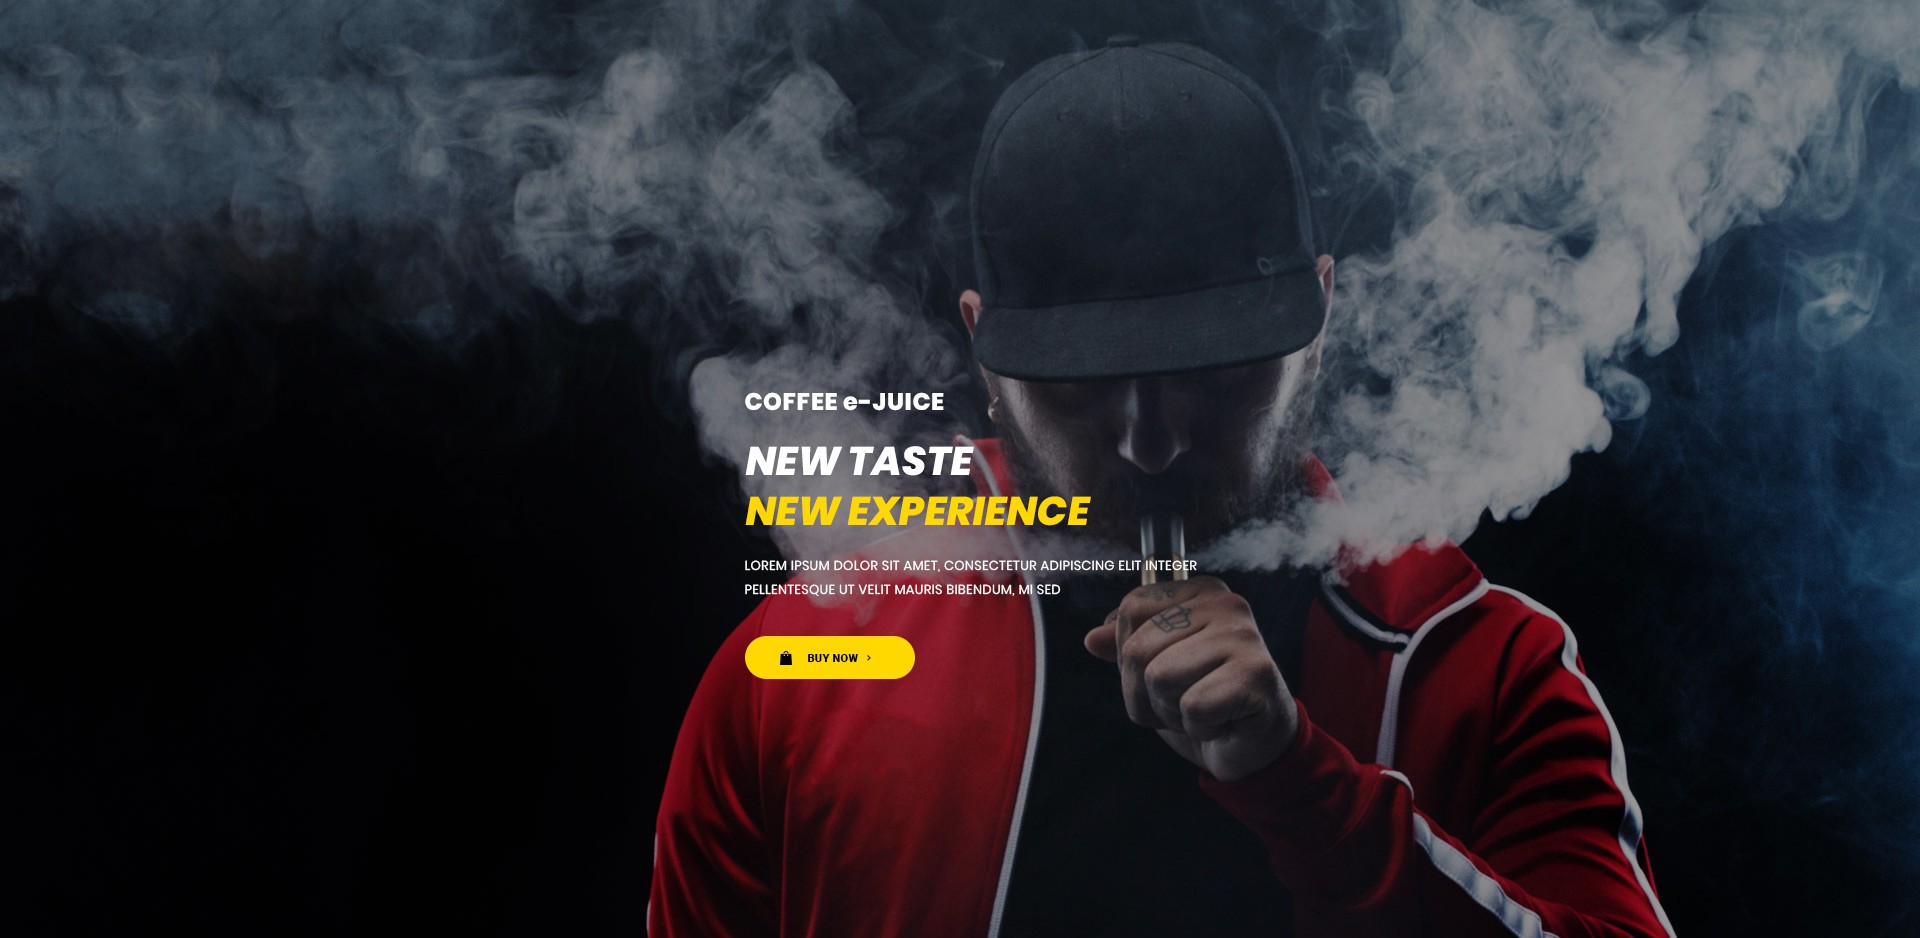 COFFEE e-JUICE
NEW TASTE
NEW EXPERIENCE
LOREM IPSUM DOLOR SIT AMET, CONSECTETUR ADIPISCING ELIT INTEGER
PELLENTESQUE UT VELIT MAURIS BIBENDUM, MI SED
BUY NOW